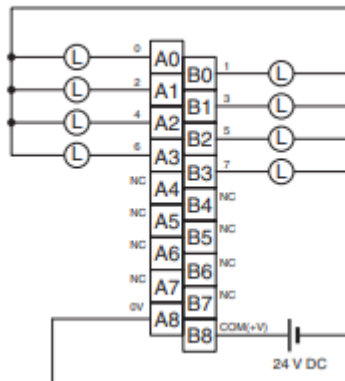 L 0 A0
B0 1 L
L 2 A1
B1 3 L
L 4 A2
B2 5 L
L 6 A3
B3 7 L
NC A4
B4 NC
NC A5
B5 NC
NC A6
B6 NC
NC A7
B7 NC
0V A8
B8 COM(+V)
24 V DC